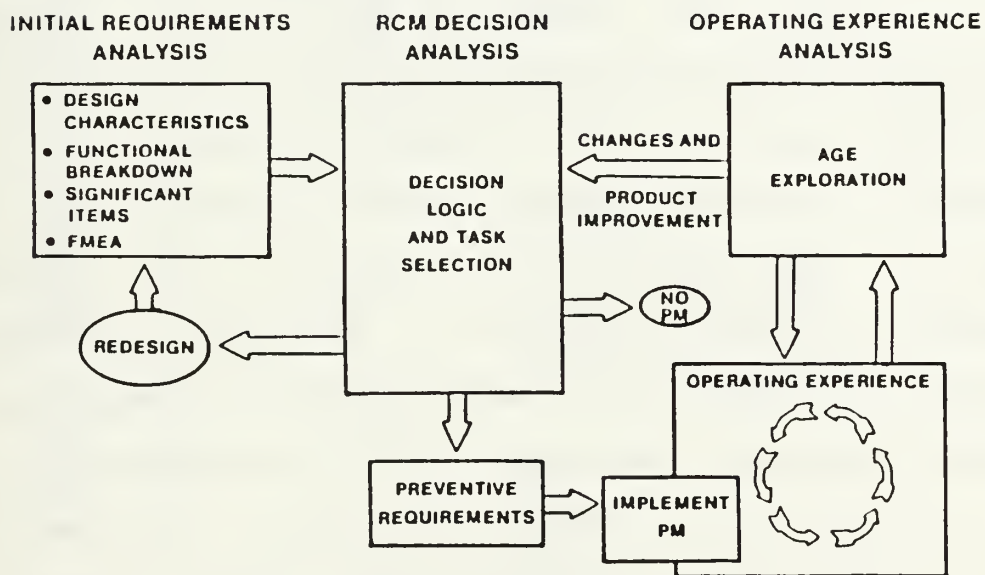 INITIAL REQUIREMENTS
ANALYSIS
RCM DECISION
ANALYSIS
OPERATING EXPERIENCE
ANALYSIS
• DESIGN
CHARACTERISTICS
• FUNCTIONAL
BREAKDOWN
• SIGNIFICANT
ITEMS
• FMEA
DECISION
LOGIC
AND TASK
SELECTION
CHANGES AND
PRODUCT
IMPROVEMENT
AGE
EXPLORATION
REDESIGN
NO
PM
OPERATING EXPERIENCE
PREVENTIVE
REQUIREMENTS
IMPLEMENT
PM